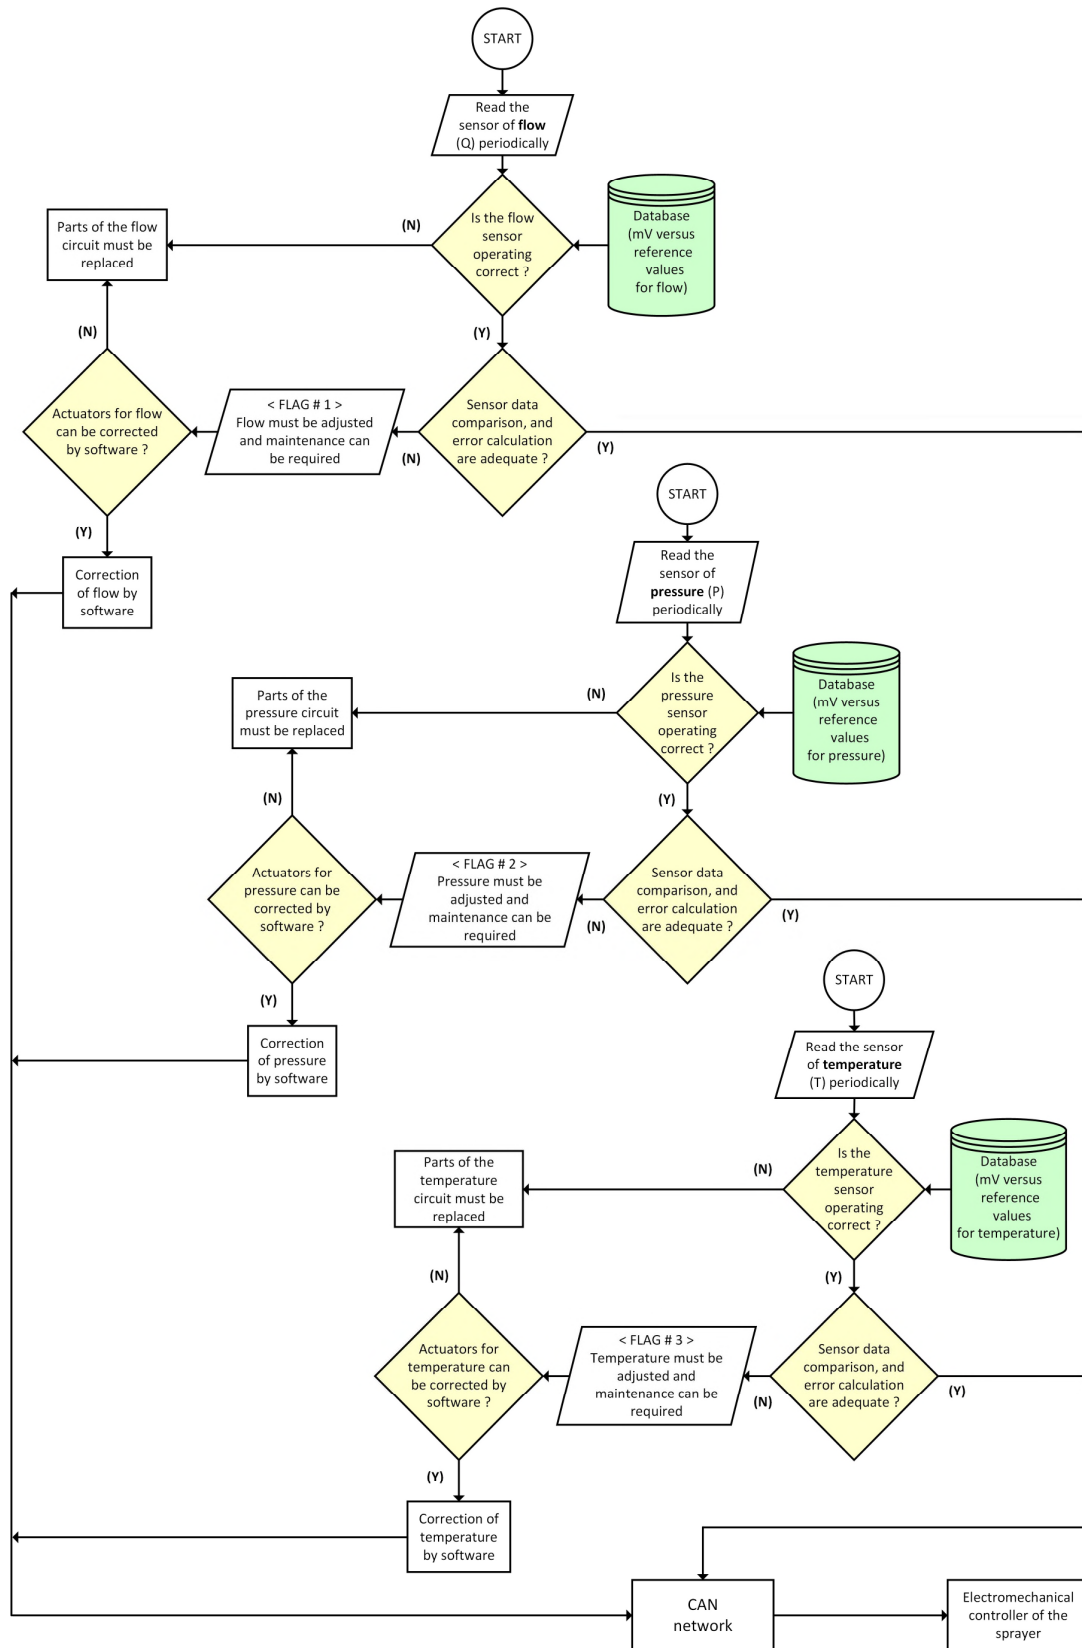 START
Read the
sensor of flow
(Q) periodically
Is the flow
sensor
operating
correct ?
Database
(mV versus
reference
values
for flow)
(N)
Parts of the flow
circuit must be
replaced
(N)
(Y)
Actuators for flow
can be corrected
by software ?
< FLAG # 1 >
Flow must be adjusted
and maintenance can
be required
(N)
Sensor data
comparison, and
error calculation
are adequate ?
(Y)
(Y)
Correction
of flow by
software
START
Read the
sensor of
pressure (P)
periodically
Is the
pressure
sensor
operating
correct ?
Database
(mV versus
reference
values
for pressure)
(N)
Parts of the
pressure circuit
must be replaced
(N)
(Y)
Actuators for
pressure can be
corrected by
software ?
< FLAG # 2 >
Pressure must be
adjusted and
maintenance can be
required
(N)
Sensor data
comparison, and
error calculation
are adequate ?
(Y)
(Y)
Correction
of pressure
by software
START
Read the sensor
of temperature
(T) periodically
Is the
temperature
sensor
operating
correct ?
Database
(mV versus
reference
values
for temperature)
(N)
Parts of the
temperature
circuit must be
replaced
(N)
(Y)
Actuators for
temperature can
be corrected by
software ?
< FLAG # 3 >
Temperature must be
adjusted and
maintenance can be
required
(N)
Sensor data
comparison, and
error calculation
are adequate ?
(Y)
(Y)
Correction of
temperature
by software
CAN
network
Electromechanical
controller of the
sprayer